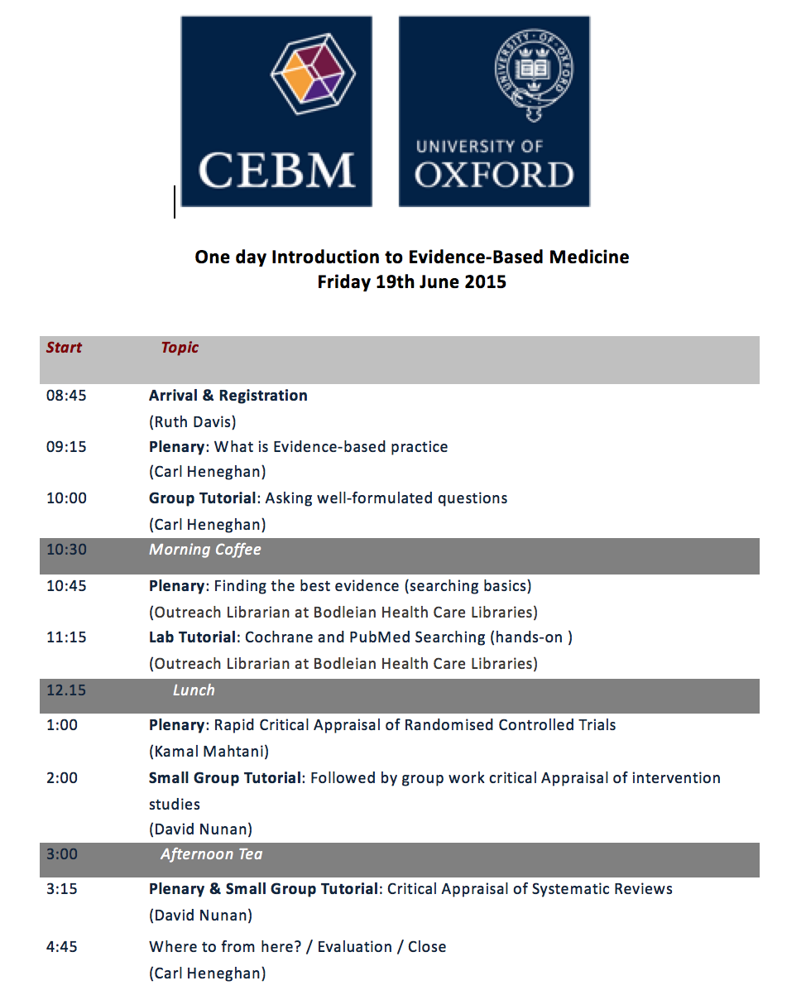 CEBM
UNIVERSITY · OF · OXFORD
UNIVERSITY OF
OXFORD
One day Introduction to Evidence-Based Medicine
Friday 19th June 2015
Start Topic
08:45 Arrival & Registration
(Ruth Davis)
09:15 Plenary: What is Evidence-based practice
(Carl Heneghan)
10:00 Group Tutorial: Asking well-formulated questions
(Carl Heneghan)
10:30 Morning Coffee
10:45 Plenary: Finding the best evidence (searching basics)
(Outreach Librarian at Bodleian Health Care Libraries)
11:15 Lab Tutorial: Cochrane and PubMed Searching (hands-on )
(Outreach Librarian at Bodleian Health Care Libraries)
12.15 Lunch
1:00 Plenary: Rapid Critical Appraisal of Randomised Controlled Trials
(Kamal Mahtani)
2:00 Small Group Tutorial: Followed by group work critical Appraisal of intervention
studies
(David Nunan)
3:00 Afternoon Tea
3:15 Plenary & Small Group Tutorial: Critical Appraisal of Systematic Reviews
(David Nunan)
4:45 Where to from here? / Evaluation / Close
(Carl Heneghan)